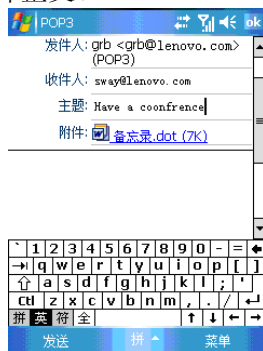 POP3 ok
发件人: grb <grb@lenovo.com>
(POP3)
收件人: sway@lenovo.com
主题: Have a coonfrence
附件: 备忘录.dot (7K)
` 1 2 3 4 5 6 7 8 9 0 - =
q w e r t y u i o p [ ]
a s d f g h j k l ; '
Ctl z x c v b n m , . /
拼 英 符 全
发送 拼 菜单